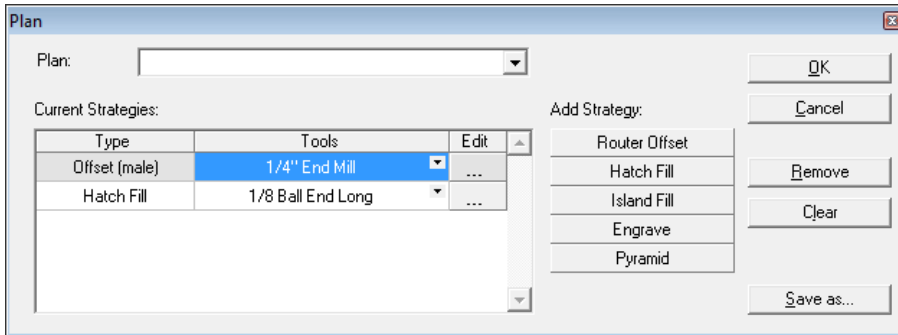 Plan
Plan:
OK
Current Strategies:
Add Strategy:
Cancel
Type Tools Edit
Offset (male) 1/4" End Mill ...
Hatch Fill 1/8 Ball End Long ...
Router Offset
Hatch Fill
Island Fill
Engrave
Pyramid
Remove
Clear
Save as...